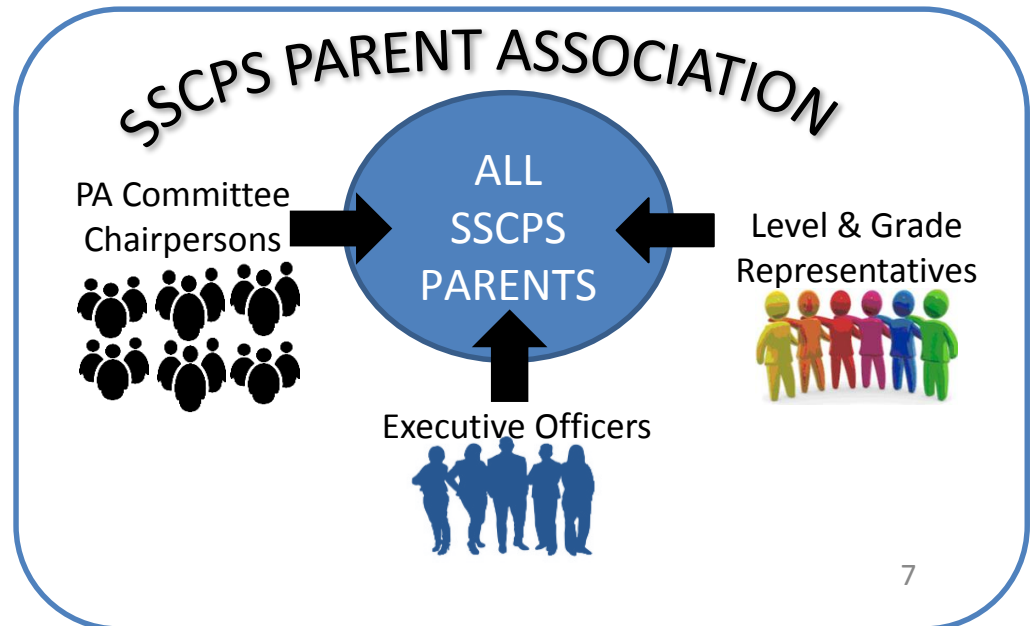 SSCPS PARENT ASSOCIATION
ALL
SSCPS
PARENTS
PA Committee
Chairpersons
Level & Grade
Representatives
Executive Officers
7